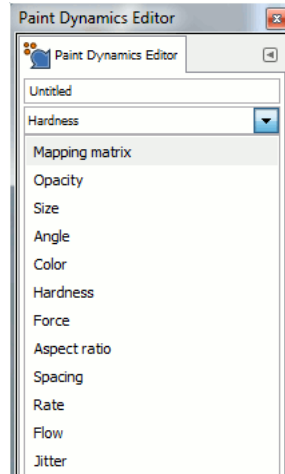 Paint Dynamics Editor
Paint Dynamics Editor
Untitled
Hardness
Mapping matrix
Opacity
Size
Angle
Color
Hardness
Force
Aspect ratio
Spacing
Rate
Flow
Jitter